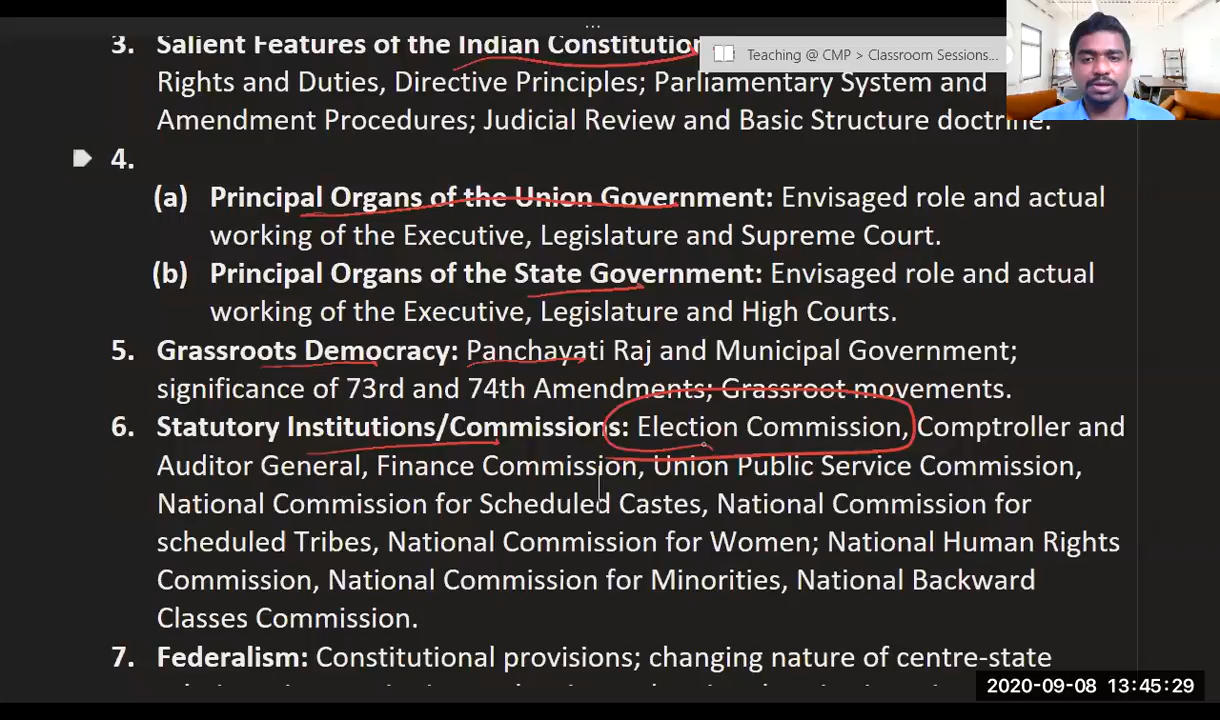 ...
3. Salient Features of the Indian Constitution
Teaching @ CMP > Classroom Sessions...
Rights and Duties, Directive Principles; Parliamentary System and
Amendment Procedures; Judicial Review and Basic Structure doctrine.
4.
(a) Principal Organs of the Union Government: Envisaged role and actual
working of the Executive, Legislature and Supreme Court.
(b) Principal Organs of the State Government: Envisaged role and actual
working of the Executive, Legislature and High Courts.
5. Grassroots Democracy: Panchayati Raj and Municipal Government;
significance of 73rd and 74th Amendments; Grassroot movements.
6. Statutory Institutions/Commissions: Election Commission, Comptroller and
Auditor General, Finance Commission, Union Public Service Commission,
National Commission for Scheduled Castes, National Commission for
scheduled Tribes, National Commission for Women; National Human Rights
Commission, National Commission for Minorities, National Backward
Classes Commission.
7. Federalism: Constitutional provisions; changing nature of centre-state
2020-09-08 13:45:29